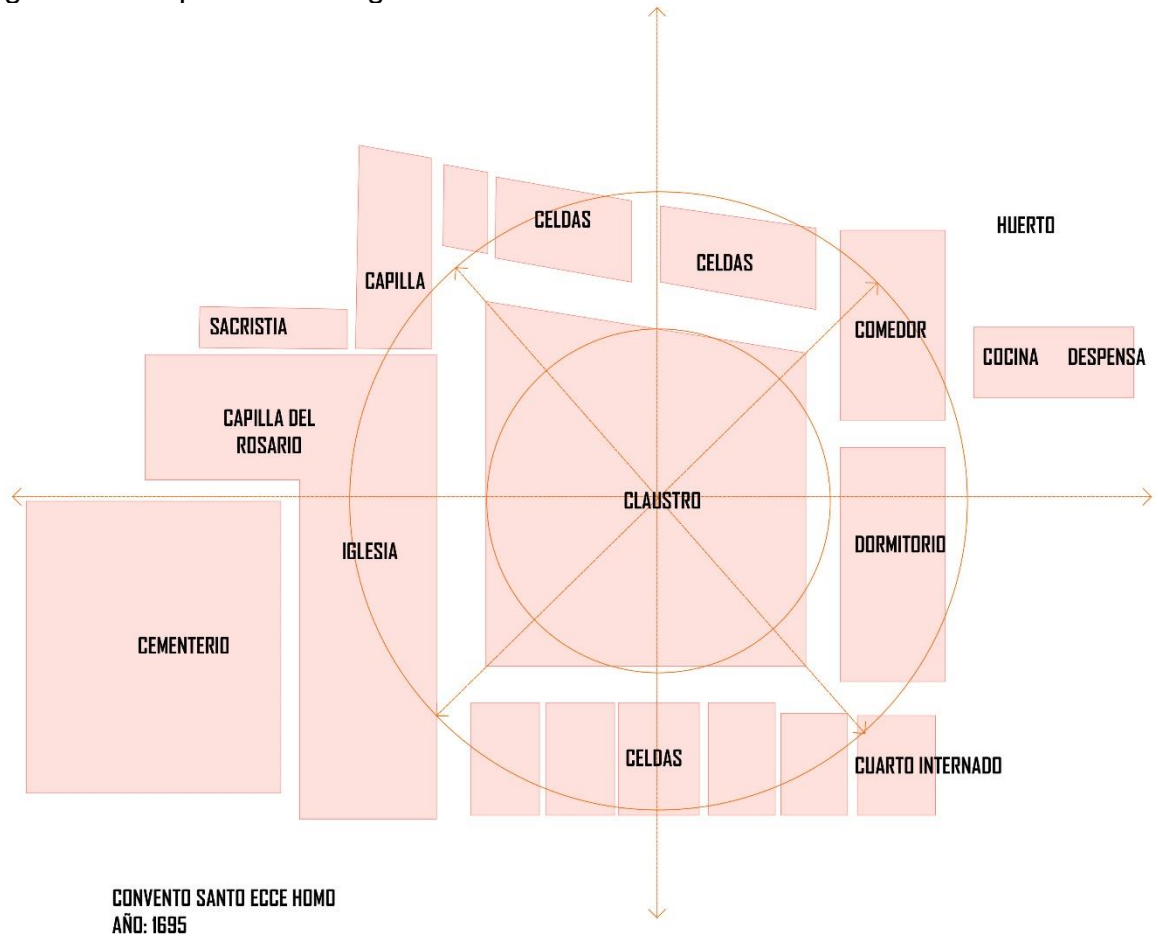 CELDAS
HUERTO
CELDAS
CAPILLA
SACRISTIA
COMEDOR
COCINA DESPENSA
CAPILLA DEL
ROSARIO
CLAUSTRO
IGLESIA
DORMITORIO
CEMENTERIO
CELDAS
CUARTO INTERNADO
CONVENTO SANTO ECCE HOMO
AÑO: 1695